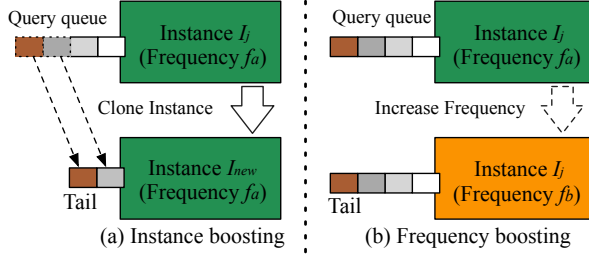 Query queue
Instance Ij
(Frequency fa)
Clone Instance
Instance Inew
(Frequency fa)
Tail
(a) Instance boosting
Query queue
Instance Ij
(Frequency fa)
Increase Frequency
Instance Ij
(Frequency fb)
Tail
(b) Frequency boosting